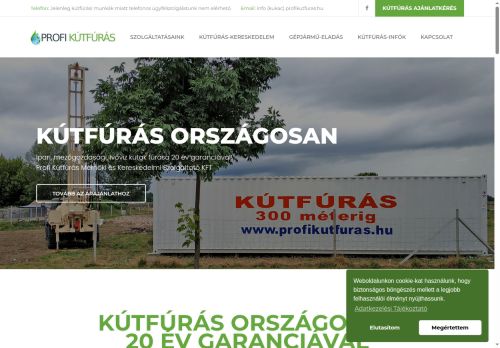 Telefon: Jelenleg kútfúrási munkák miatt telefonos ügyfélszolgálatunk nem elérhető.
Email: info (kukac) profikutfuras.hu
f
KÚTFÚRÁS AJÁNLATKÉRÉS
PROFI KÚTFÚRÁS
SZOLGÁLTATÁSAINK
KÚTFÚRÁS-KERESKEDELEM
GÉPJÁRMŰ-ELADÁS
KÚTFÚRÁS-INFÓK
KAPCSOLAT
KÚTFÚRÁS ORSZÁGOSAN
Ipari, mezőgazdasági, ivóvíz kutak fúrása 20 év garanciával!
Profi Kútfúrás Mérnöki és Kereskedelmi Szolgáltató KFT.
TOVÁBB AZ ÁRAJÁNLATHOZ
KÚTFÚRÁS
300 méterig
www.profikutfuras.hu
Weboldalunkon cookie-kat használunk, hogy
biztonságos böngészés mellett a legjobb
felhasználói élményt nyújthassunk.
Adatkezelési Tájékoztató
Elutasítom
Megértettem
KÚTFÚRÁS ORSZÁGO
20 ÉV GARANCIÁVAL